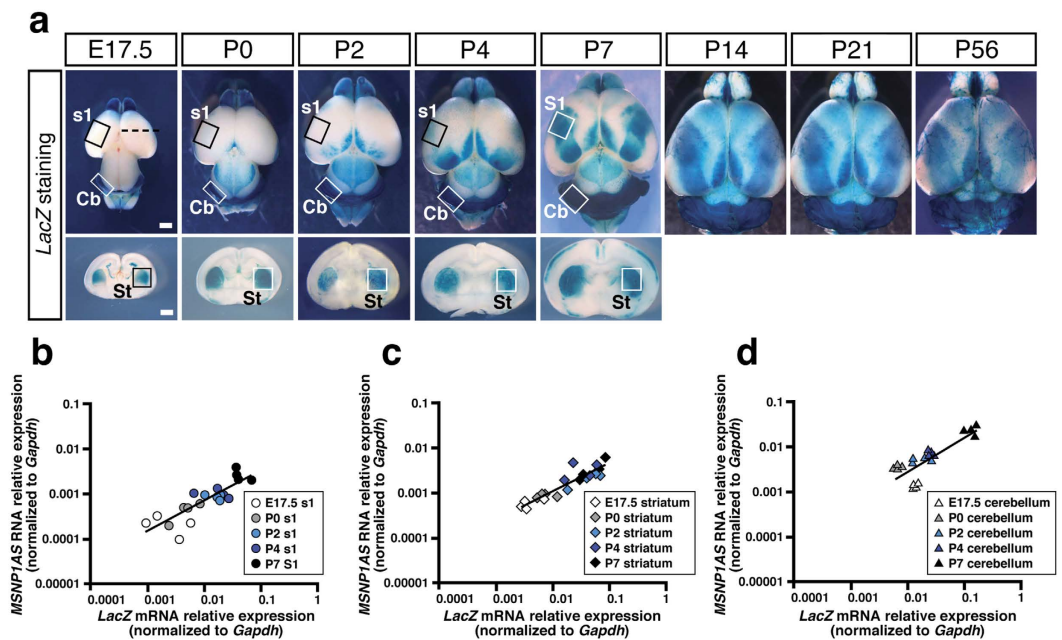 a
E17.5 P0 P2 P4 P7 P14 P21 P56
LacZ staining
s1 s1 s1 s1 S1
Cb Cb Cb Cb Cb
St St St St St
b
MSNP1AS RNA relative expression
(normalized to Gapdh)
0.1
0.01
0.001
0.0001
0.00001
0.0001 0.001 0.01 0.1 1
LacZ mRNA relative expression
(normalized to Gapdh)
E17.5 s1
P0 s1
P2 s1
P4 s1
P7 S1
c
MSNP1AS RNA relative expression
(normalized to Gapdh)
0.1
0.01
0.001
0.0001
0.00001
0.0001 0.001 0.01 0.1 1
LacZ mRNA relative expression
(normalized to Gapdh)
E17.5 striatum
P0 striatum
P2 striatum
P4 striatum
P7 striatum
d
MSNP1AS RNA relative expression
(normalized to Gapdh)
0.1
0.01
0.001
0.0001
0.00001
0.0001 0.001 0.01 0.1 1
LacZ mRNA relative expression
(normalized to Gapdh)
E17.5 cerebellum
P0 cerebellum
P2 cerebellum
P4 cerebellum
P7 cerebellum